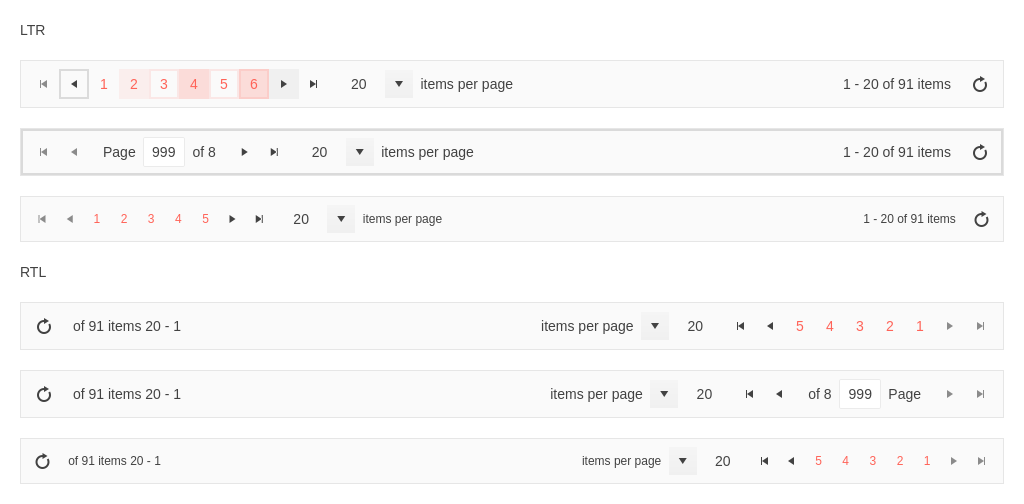 LTR
1 2 3 4 5 6 20 items per page 1 - 20 of 91 items
Page 999 of 8 20 items per page 1 - 20 of 91 items
1 2 3 4 5 20 items per page 1 - 20 of 91 items
RTL
of 91 items 20 - 1 items per page 20 5 4 3 2 1
of 91 items 20 - 1 items per page 20 of 8 999 Page
of 91 items 20 - 1 items per page 20 5 4 3 2 1